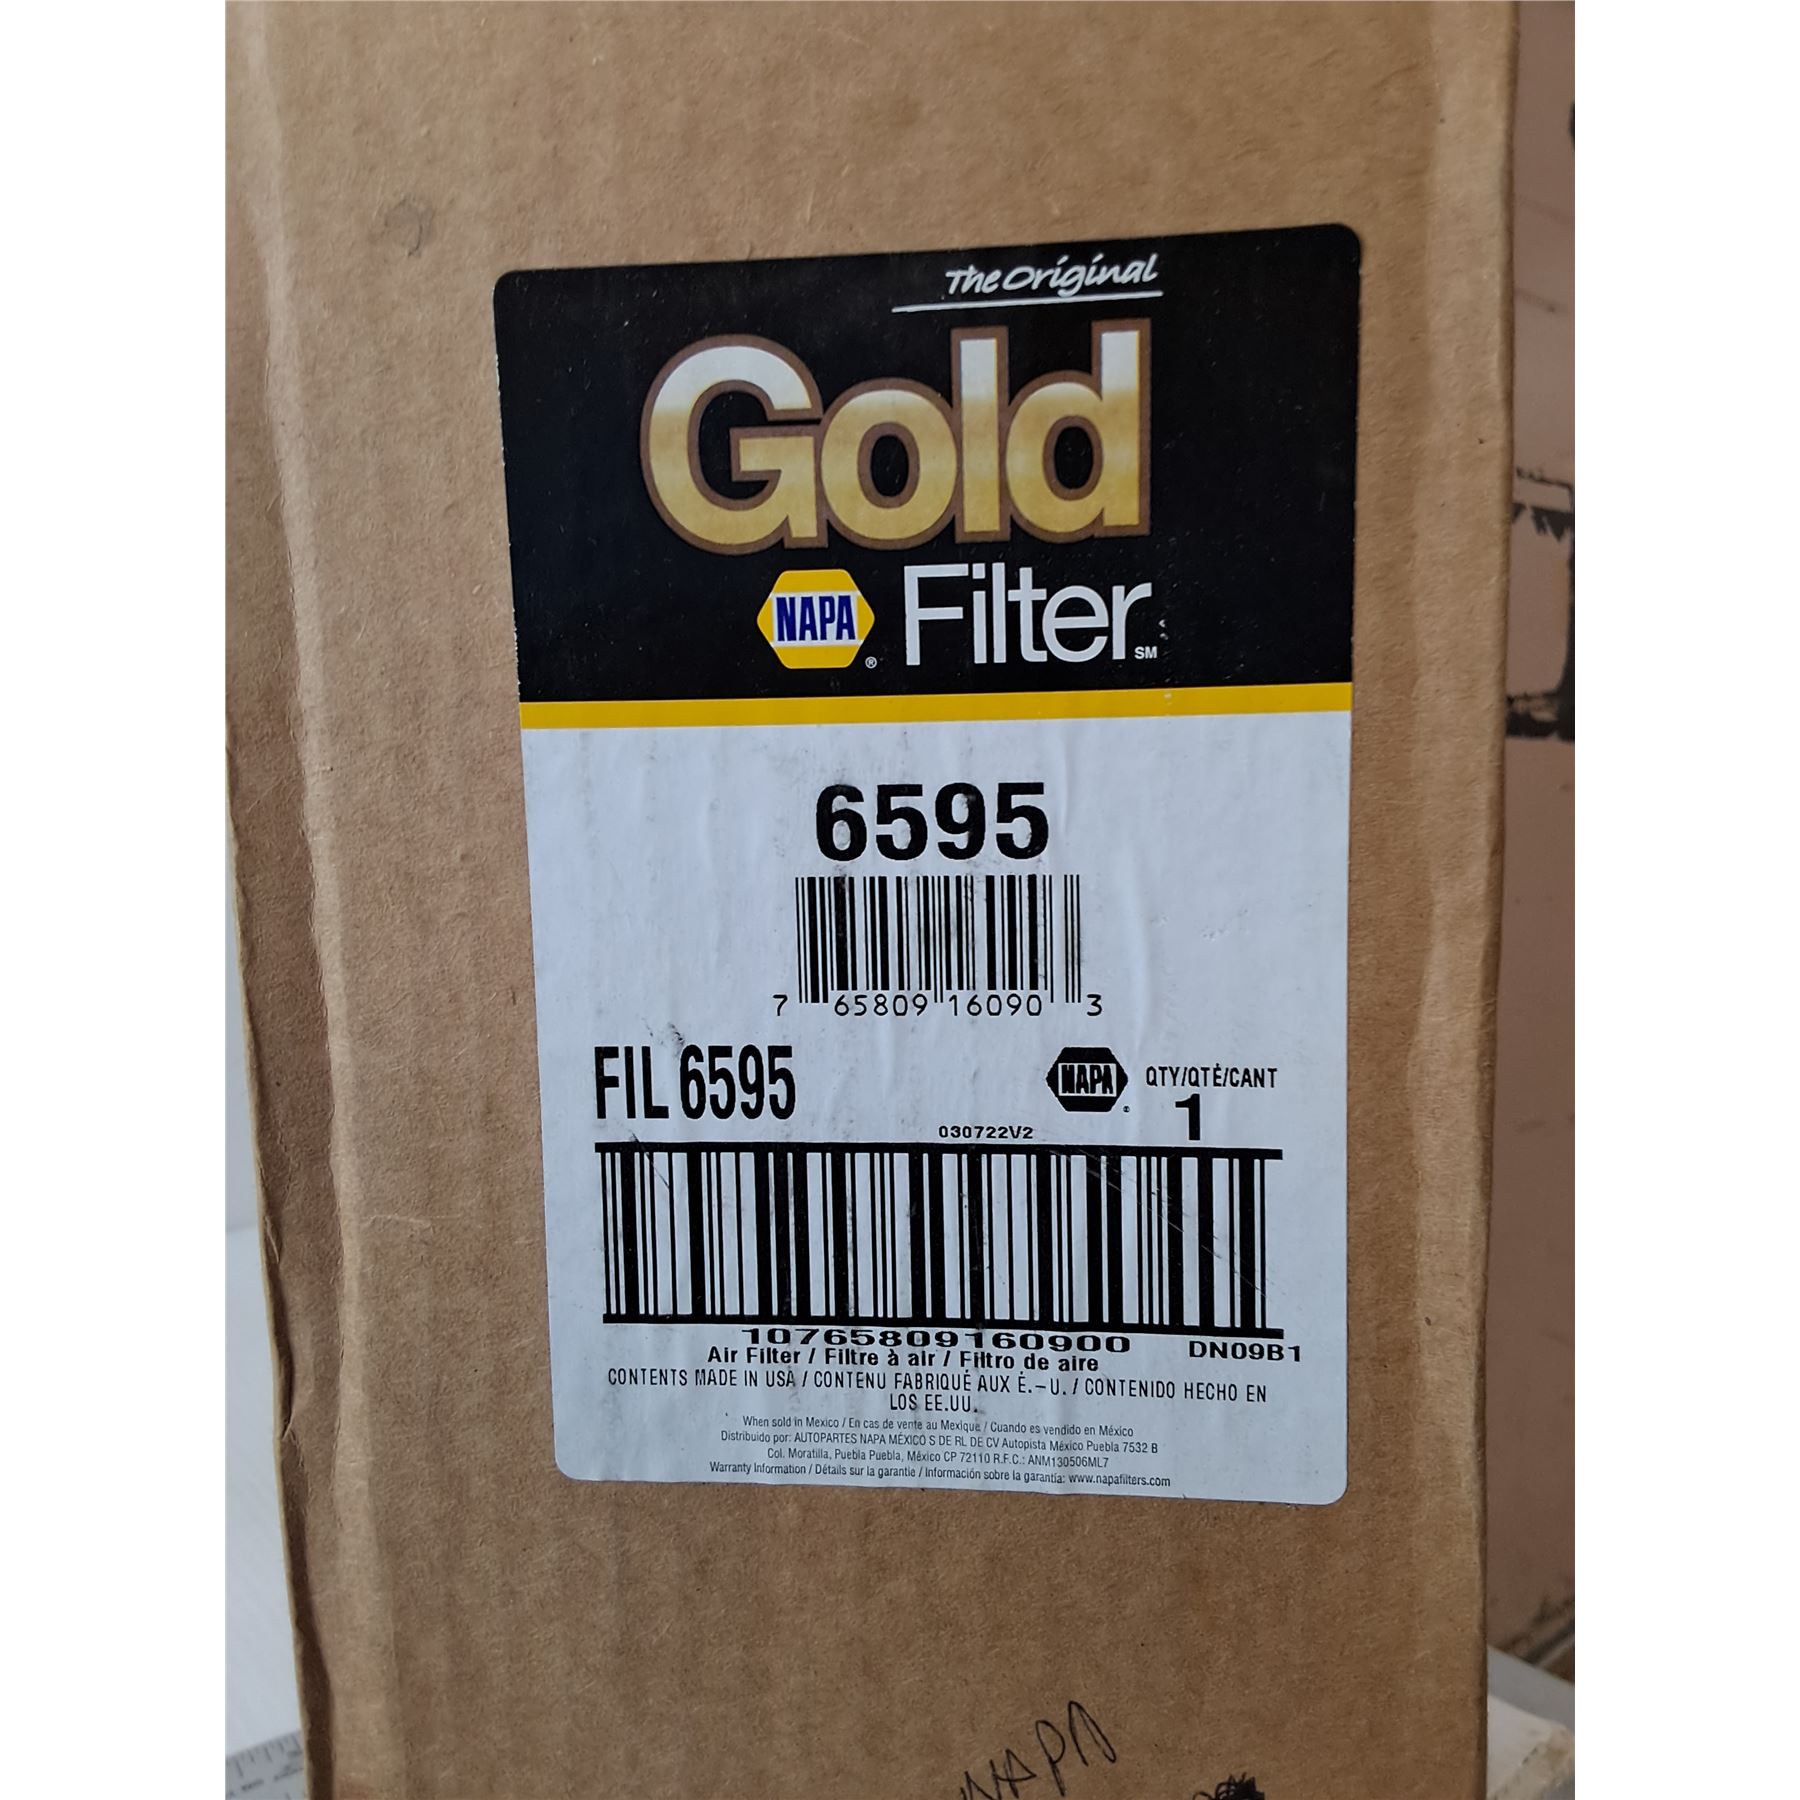 The Original
Gold
NAPA® Filter SM
6595
7 65809 16090 3
FIL 6595
NAPA QTY/QTÉ/CANT
1
030722V2
10765809160900
DN09B1
Air Filter / Filtre à air / Filtro de aire
CONTENTS MADE IN USA / CONTENU FABRIQUÉ AUX É.-U. / CONTENIDO HECHO EN
LOS EE.UU.
When sold in Mexico / En cas de vente au Mexique / Cuando es vendido en México
Distribuido por: AUTOPARTES NAPA MÉXICO S DE RL DE CV Autopista México Puebla 7532 B
Col. Moratilla, Puebla Puebla, México CP 72110 R.F.C.: ANM130506ML7
Warranty Information / Détails sur la garantie / Información sobre la garantía: www.napafilters.com
NAPA